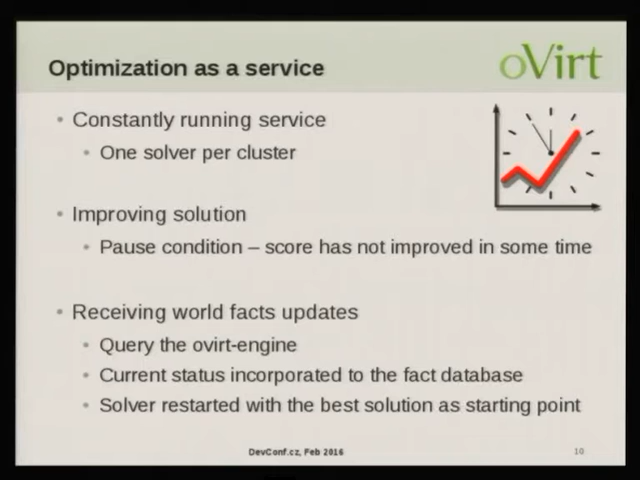 Optimization as a service
oVirt
Constantly running service
One solver per cluster
Improving solution
Pause condition – score has not improved in some time
Receiving world facts updates
Query the ovirt-engine
Current status incorporated to the fact database
Solver restarted with the best solution as starting point
DevConf.cz, Feb 2016
10